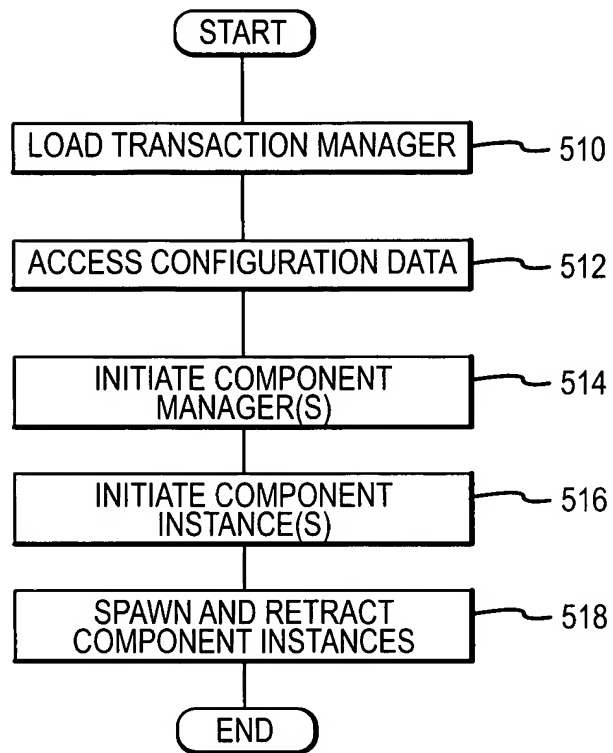 START
LOAD TRANSACTION MANAGER
510
ACCESS CONFIGURATION DATA
512
INITIATE COMPONENT
MANAGER(S)
514
INITIATE COMPONENT
INSTANCE(S)
516
SPAWN AND RETRACT
COMPONENT INSTANCES
518
END